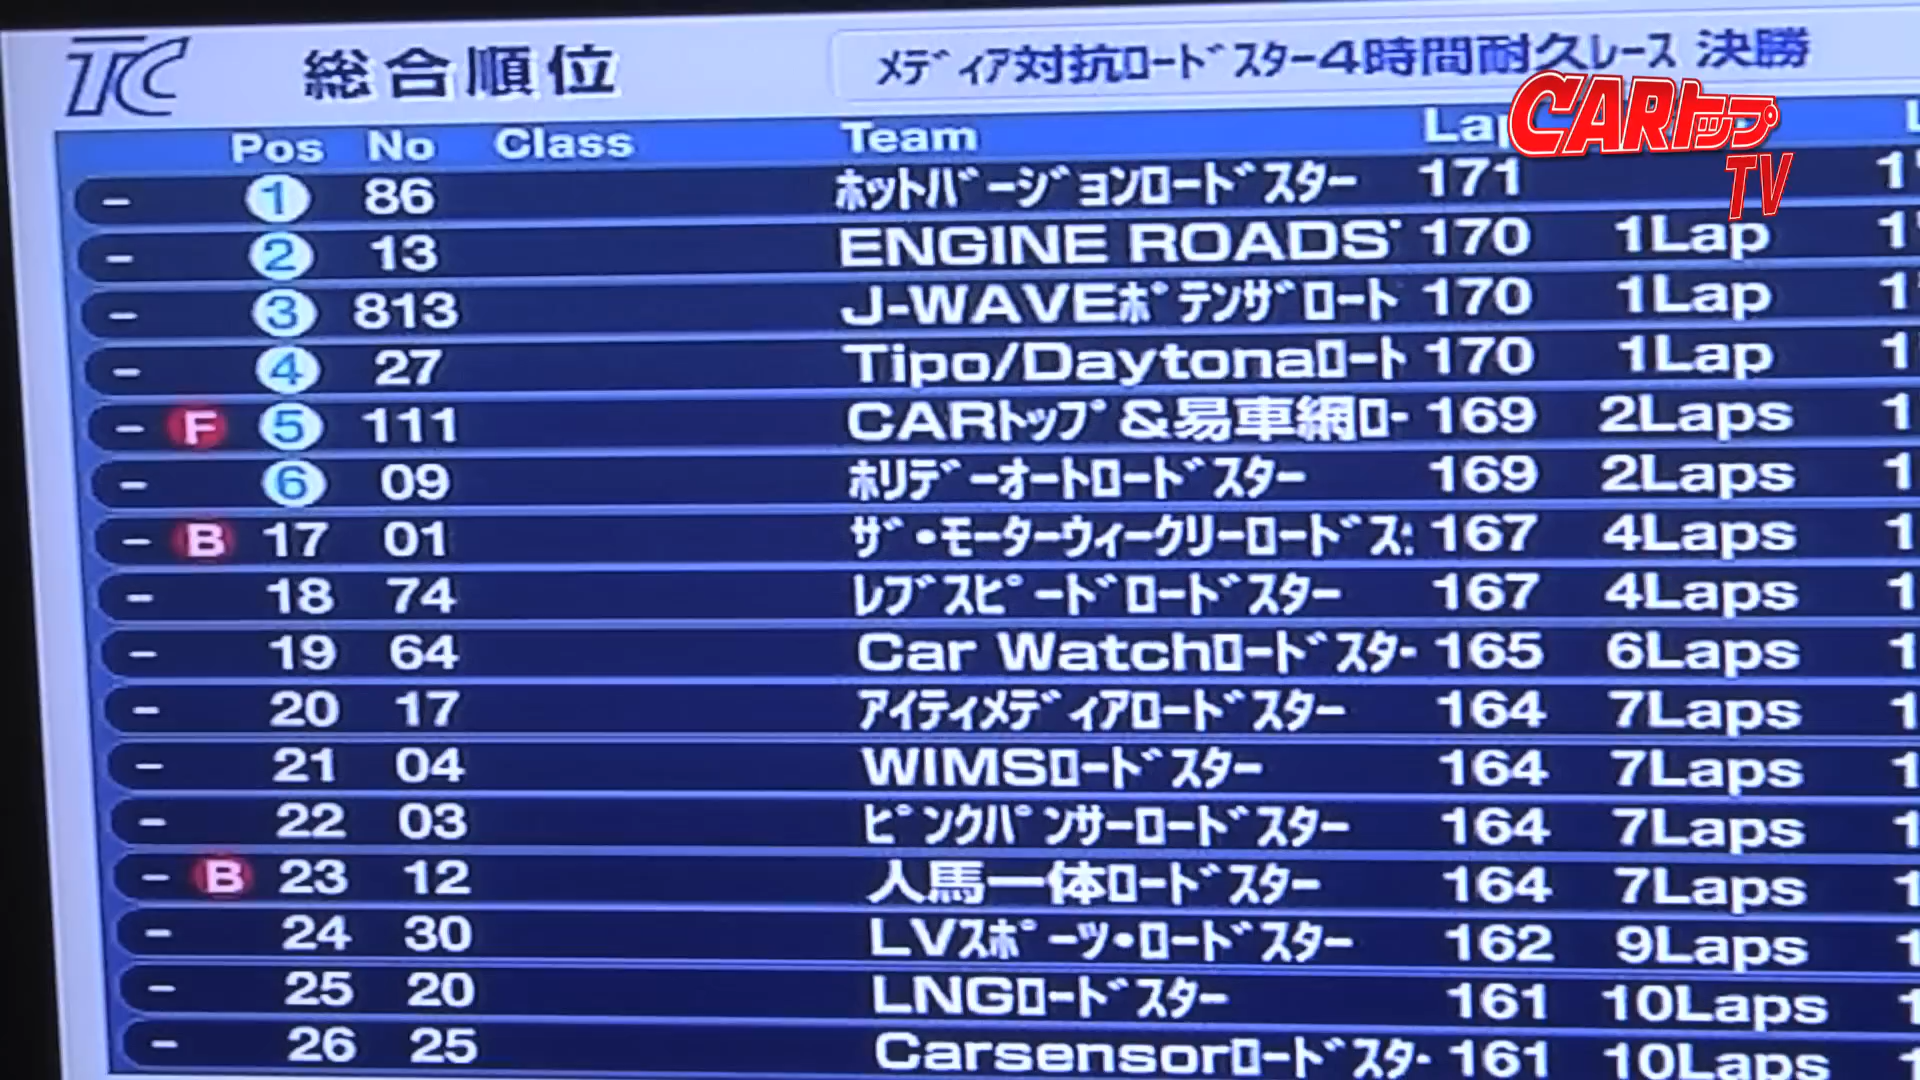 TC 総合順位 メディア対抗ロードスター4時間耐久レース 決勝
CARトップ
TV
Pos No Class Team Lap
- 1 86 ホットバージョンロードスター 171
- 2 13 ENGINE ROADS 170 1Lap
- 3 813 J-WAVEポテンザロート 170 1Lap
- 4 27 Tipo/Daytonaロート 170 1Lap
- F 5 111 CARトップ&易車網ロー 169 2Laps
- 6 09 ホリデーオートロードスター 169 2Laps
- B 17 01 ザ・モーターウィークリーロードス 167 4Laps
- 18 74 レブスピードロードスター 167 4Laps
- 19 64 Car Watchロードスター 165 6Laps
- 20 17 アイティメディアロードスター 164 7Laps
- 21 04 WIMSロードスター 164 7Laps
- 22 03 ピンクパンサーロードスター 164 7Laps
- B 23 12 人馬一体ロードスター 164 7Laps
- 24 30 LVスポーツ・ロードスター 162 9Laps
- 25 20 LNGロードスター 161 10Laps
- 26 25 Carsensorロードスター 161 10Laps